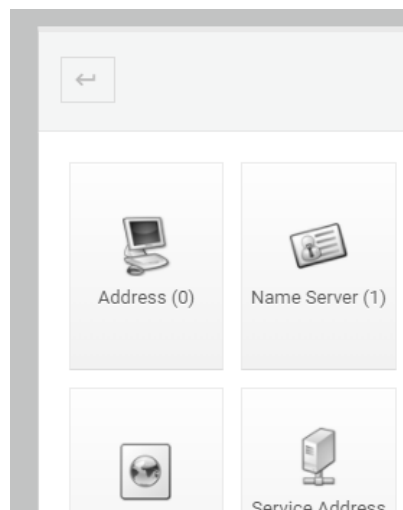 Address (0)
Name Server (1)
Service Address